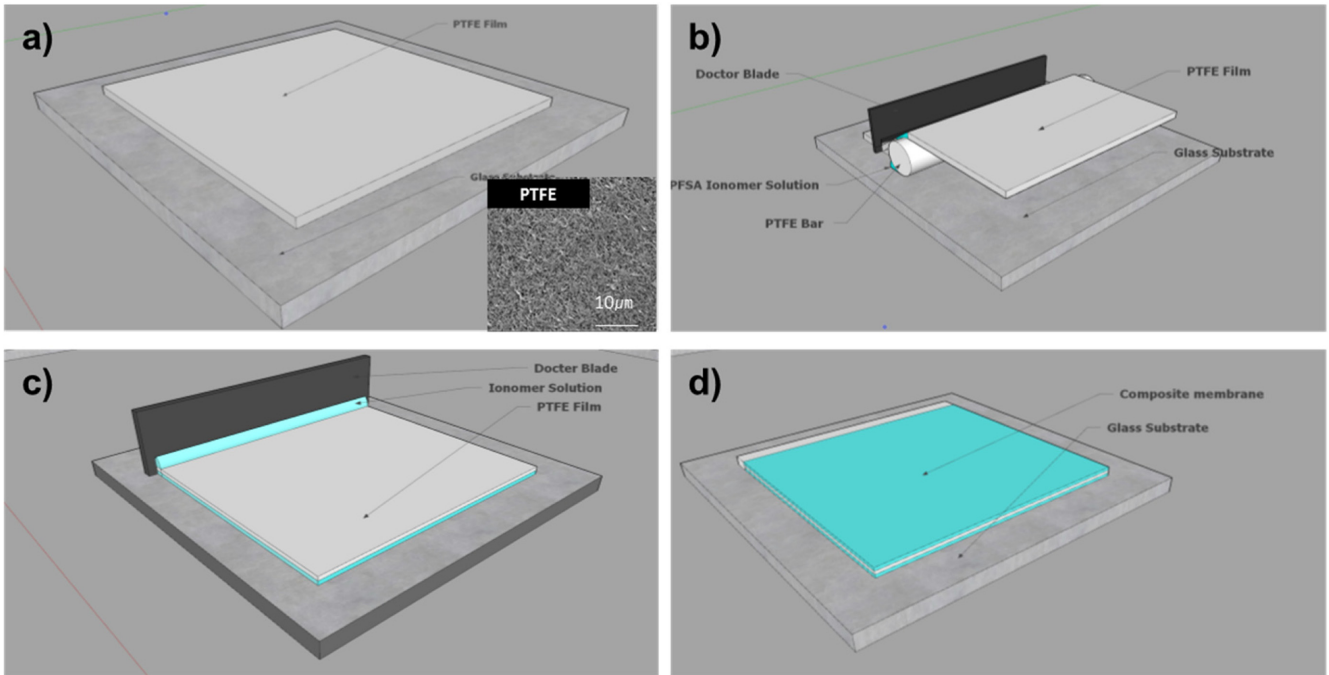 a)
PTFE Film
PTFE
10μm
b)
Doctor Blade
PTFE Film
Glass Substrate
PFSA Ionomer Solution
PTFE Bar
c)
Docter Blade
Ionomer Solution
PTFE Film
d)
Composite membrane
Glass Substrate